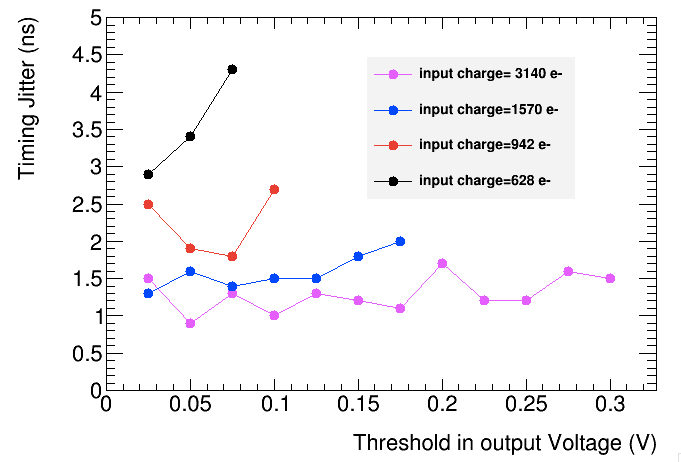 Timing Jitter (ns)
5
4.5
4
3.5
3
2.5
2
1.5
1
0.5
0
input charge= 3140 e-
input charge=1570 e-
input charge=942 e-
input charge=628 e-
0 0.05 0.1 0.15 0.2 0.25 0.3
Threshold in output Voltage (V)